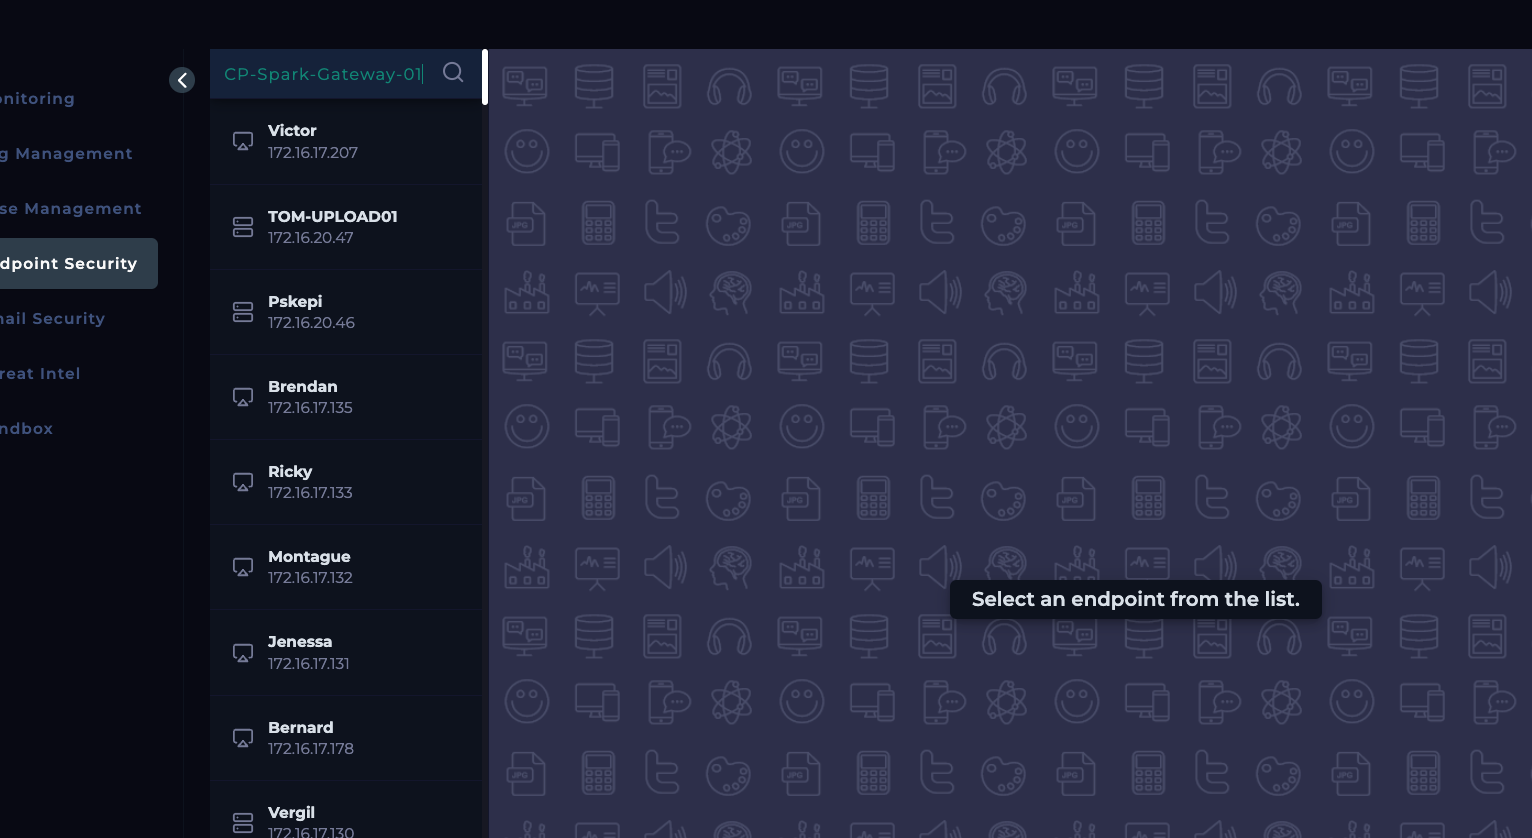 onitoring
g Management
se Management
dpoint Security
nail Security
reat Intel
ndbox
CP-Spark-Gateway-01
Victor
172.16.17.207
TOM-UPLOAD01
172.16.20.47
Pskepi
172.16.20.46
Brendan
172.16.17.135
Ricky
172.16.17.133
Montague
172.16.17.132
Jenessa
172.16.17.131
Bernard
172.16.17.178
Vergil
172.16.17.130
Select an endpoint from the list.